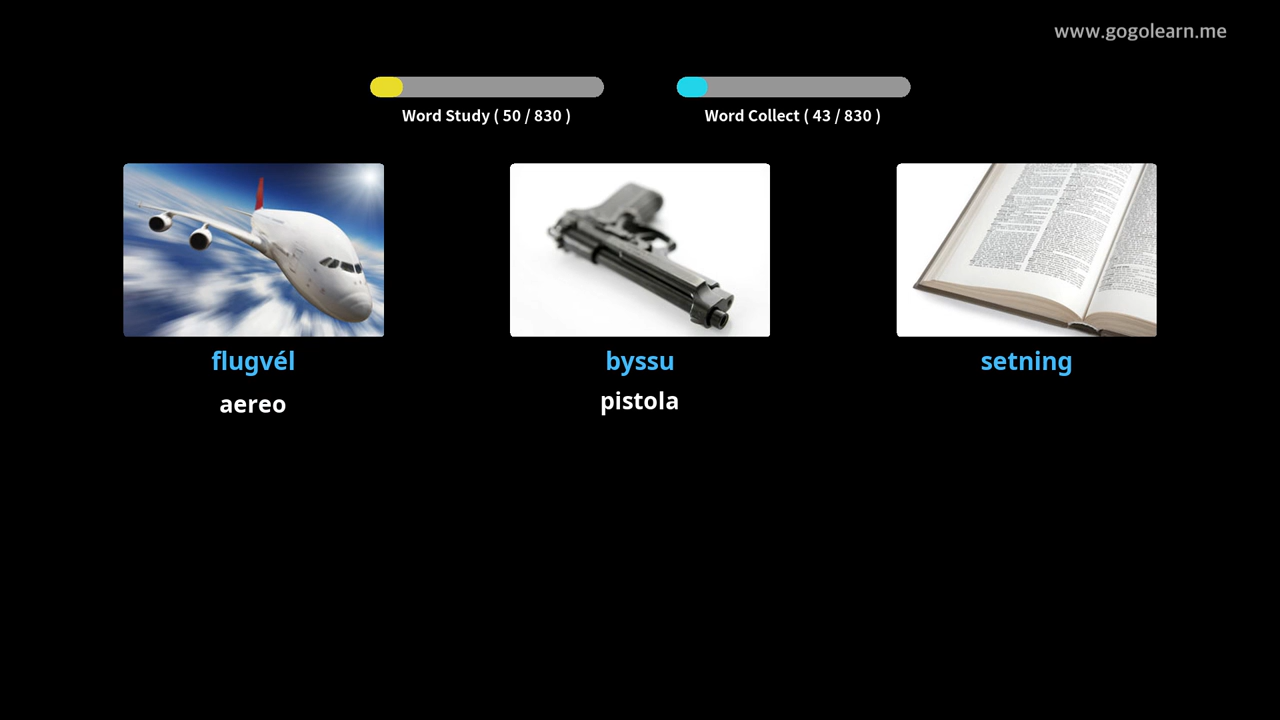 www.gogolearn.me
Word Study ( 50 / 830 )
Word Collect ( 43 / 830 )
flugvél
byssu
setning
aereo
pistola